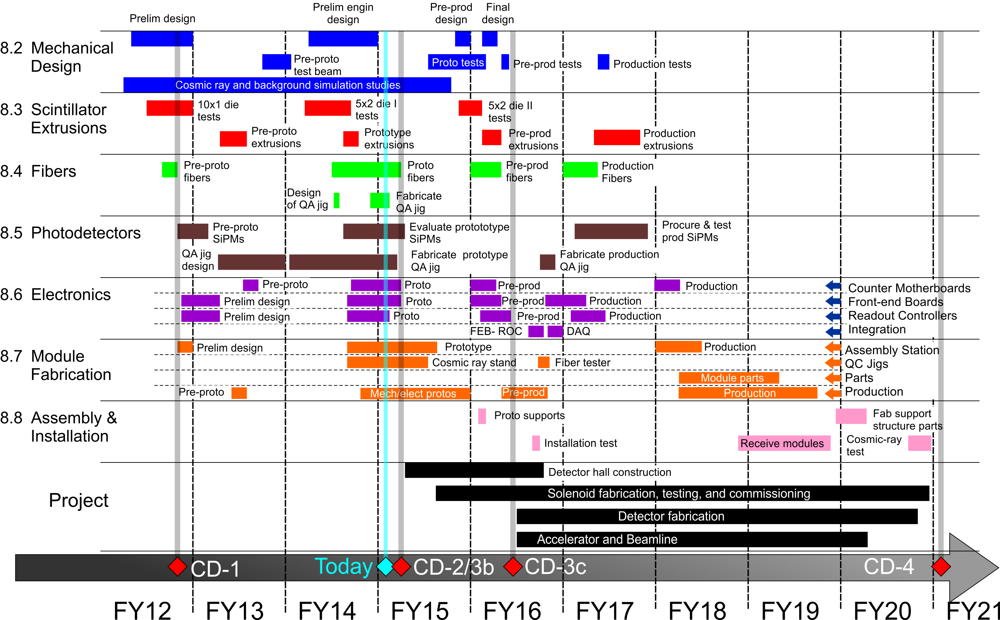 Prelim design
Prelim engin
design
Pre-prod
design
Final
design
8.2 Mechanical
Design
Pre-proto
test beam
Proto tests
Pre-prod tests
Production tests
Cosmic ray and background simulation studies
8.3 Scintillator
Extrusions
10x1 die
tests
5x2 die I
tests
5x2 die II
tests
Pre-proto
extrusions
Prototype
extrusions
Pre-prod
extrusions
Production
extrusions
8.4 Fibers
Pre-proto
fibers
Proto
fibers
Pre-prod
fibers
Production
Fibers
Design
of QA jig
Fabricate
QA jig
8.5 Photodetectors
Pre-proto
SiPMs
Evaluate protototype
SiPMs
Procure & test
prod SiPMs
QA jig
design
Fabricate prototype
QA jig
Fabricate production
QA jig
8.6 Electronics
Pre-proto
Proto
Pre-prod
Production
Counter Motherboards
Prelim design
Proto
Pre-prod
Production
Front-end Boards
Prelim design
Proto
Pre-prod
Production
Readout Controllers
FEB- ROC
DAQ
Integration
8.7 Module
Fabrication
Prelim design
Prototype
Production
Assembly Station
Cosmic ray stand
Fiber tester
QC Jigs
Module parts
Parts
Pre-proto
Mech/elect protos
Pre-prod
Production
Production
8.8 Assembly &
Installation
Proto supports
Fab support
structure parts
Installation test
Receive modules
Cosmic-ray
test
Project
Detector hall construction
Solenoid fabrication, testing, and commissioning
Detector fabrication
Accelerator and Beamline
CD-1
Today
CD-2/3b
CD-3c
CD-4
FY12
FY13
FY14
FY15
FY16
FY17
FY18
FY19
FY20
FY21